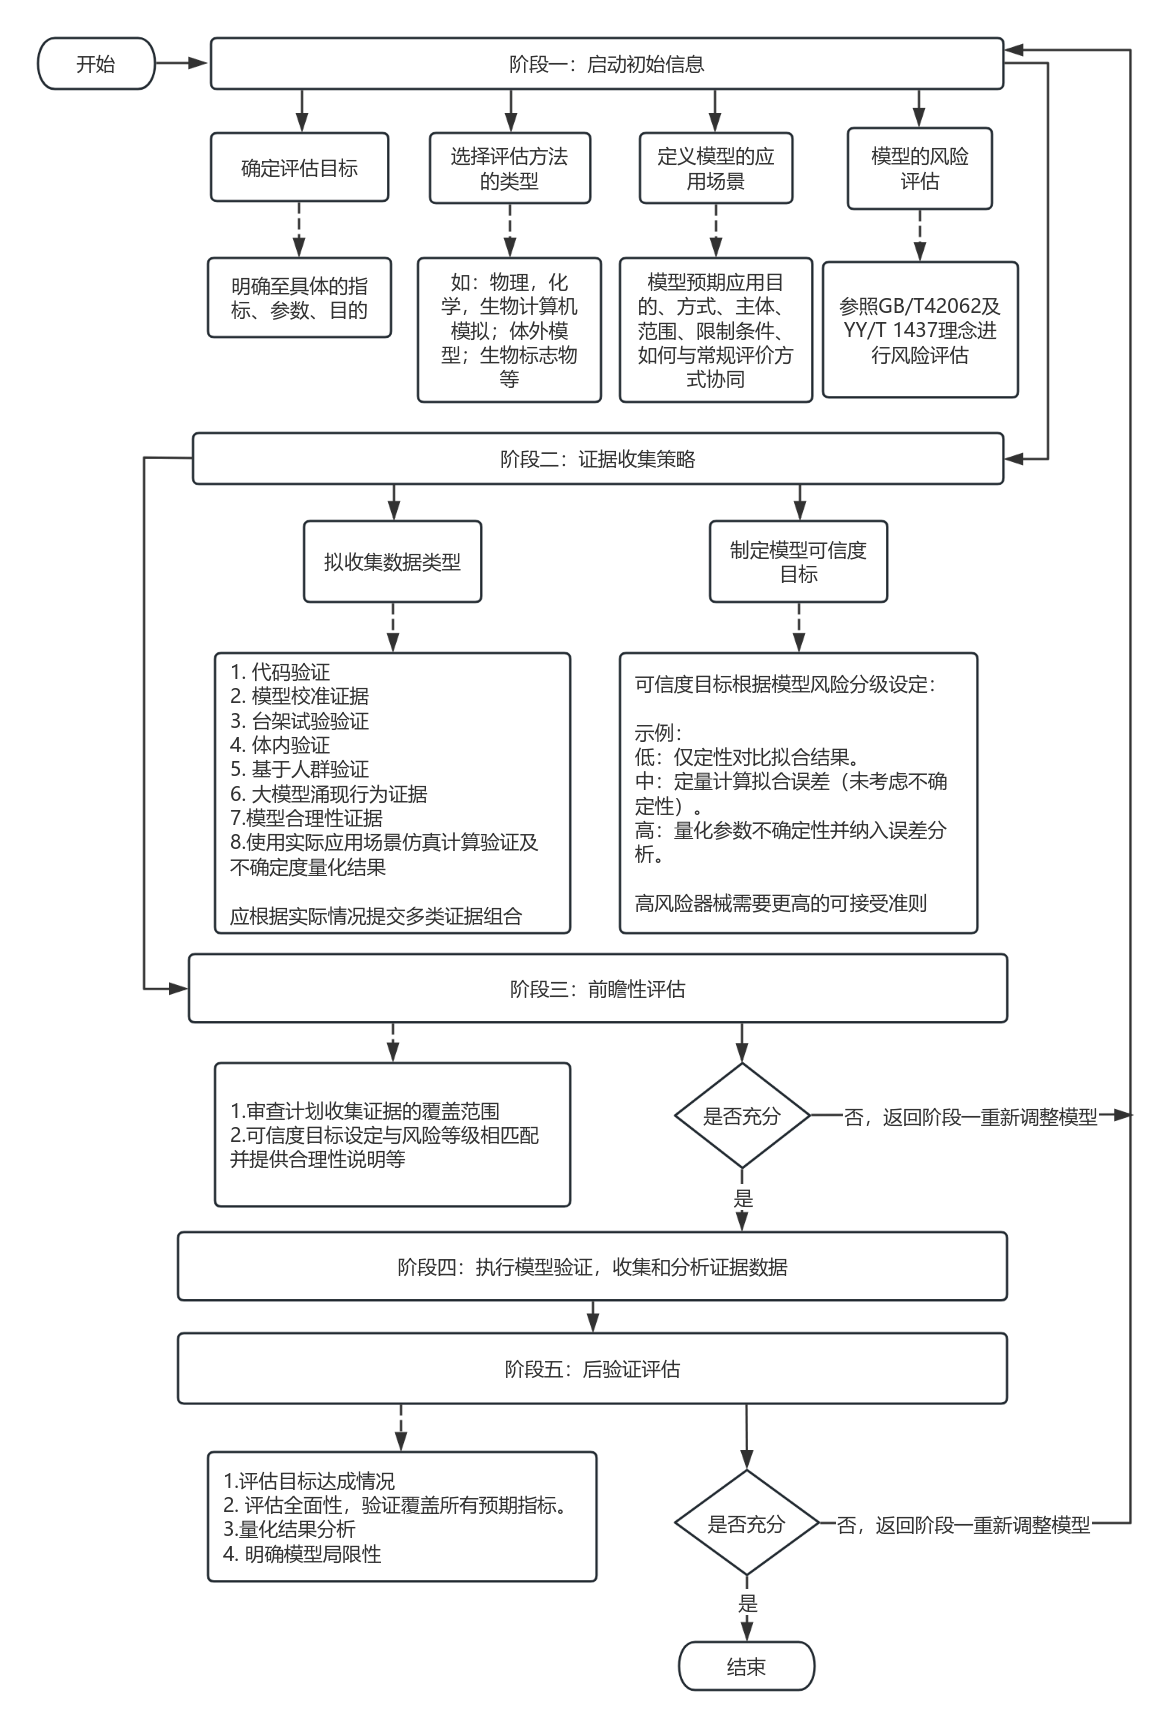 开始
阶段一：启动初始信息
确定评估目标
选择评估方法
的类型
定义模型的应
用场景
模型的风险
评估
明确至具体的指
标、参数、目的
如：物理，化
学，生物计算机
模拟；体外模
型；生物标志物
等
模型预期应用目
的、方式、主体、
范围、限制条件、
如何与常规评价方
式协同
参照GB/T42062及
YY/T 1437理念进
行风险评估
阶段二：证据收集策略
拟收集数据类型
制定模型可信度
目标
1. 代码验证
2. 模型校准证据
3. 台架试验验证
4. 体内验证
5. 基于人群验证
6. 大模型涌现行为证据
7.模型合理性证据
8.使用实际应用场景仿真计算验证及
不确定度量化结果
应根据实际情况提交多类证据组合
可信度目标根据模型风险分级设定：
示例：
低：仅定性对比拟合结果。
中：定量计算拟合误差（未考虑不确
定性）。
高：量化参数不确定性并纳入误差分
析。
高风险器械需要更高的可接受准则
阶段三：前瞻性评估
1.审查计划收集证据的覆盖范围
2.可信度目标设定与风险等级相匹配
并提供合理性说明等
是否充分
否，返回阶段一重新调整模型
是
阶段四：执行模型验证，收集和分析证据数据
阶段五：后验证评估
1.评估目标达成情况
2. 评估全面性，验证覆盖所有预期指标。
3.量化结果分析
4. 明确模型局限性
是否充分
否，返回阶段一重新调整模型
是
结束